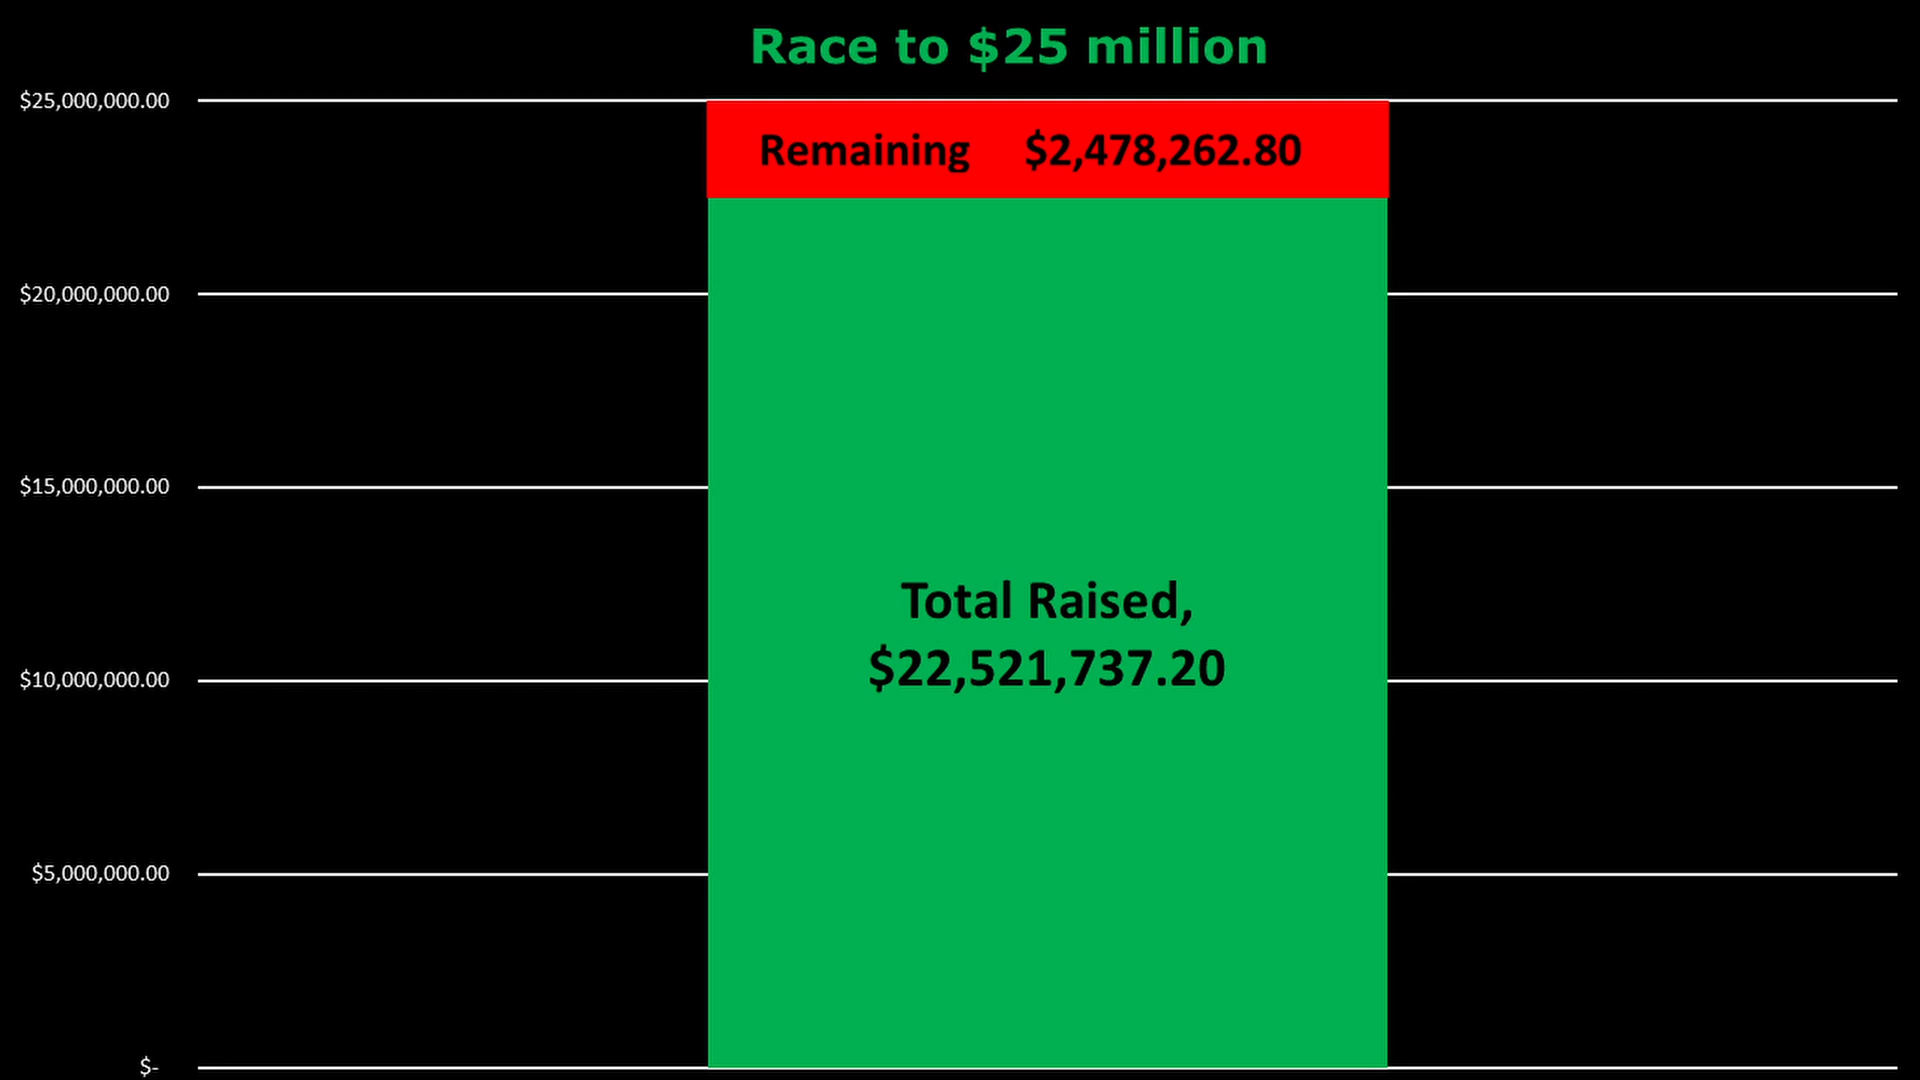 Race to $25 million
$25,000,000.00
Remaining $2,478,262.80
$20,000,000.00
$15,000,000.00
Total Raised,
$22,521,737.20
$10,000,000.00
$5,000,000.00
$-